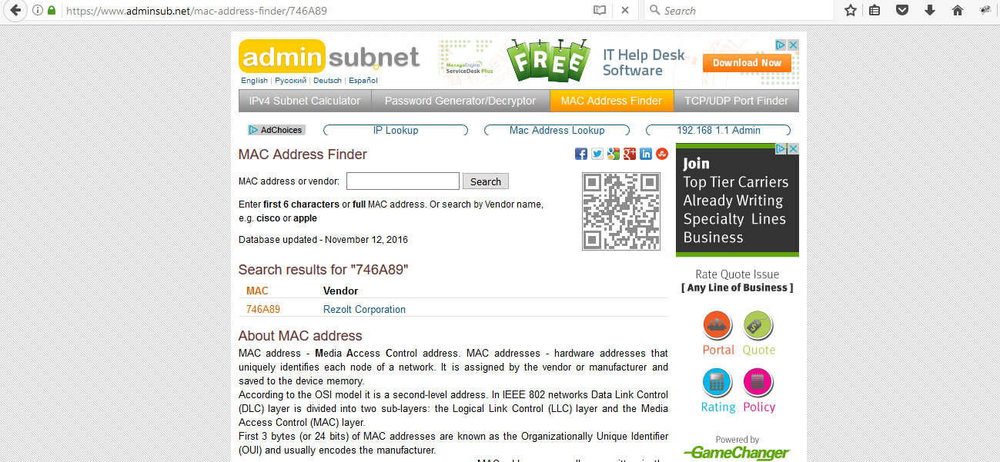 https://www.adminsub.net/mac-address-finder/746A89
Search
admin subnet
English | Русский | Deutsch | Español
ManageEngine
ServiceDesk Plus
FREE
IT Help Desk
Software
Download Now
IPv4 Subnet Calculator
Password Generator/Decryptor
MAC Address Finder
TCP/UDP Port Finder
AdChoices
IP Lookup
Mac Address Lookup
192.168 1.1 Admin
MAC Address Finder
MAC address or vendor:
Search
Enter first 6 characters or full MAC address. Or search by Vendor name,
e.g. cisco or apple
Database updated - November 12, 2016
Search results for "746A89"
MAC Vendor
746A89 Rezolt Corporation
About MAC address
MAC address - Media Access Control address. MAC addresses - hardware addresses that
uniquely identifies each node of a network. It is assigned by the vendor or manufacturer and
saved to the device memory.
According to the OSI model it is a second-level address. In IEEE 802 networks Data Link Control
(DLC) layer is divided into two sub-layers: the Logical Link Control (LLC) layer and the Media
Access Control (MAC) layer.
First 3 bytes (or 24 bits) of MAC addresses are known as the Organizationally Unique Identifier
(OUI) and usually encodes the manufacturer.
Join
Top Tier Carriers
Already Writing
Specialty Lines
Business
Rate Quote Issue
[ Any Line of Business ]
Portal Quote
Rating Policy
Powered by
GameChanger